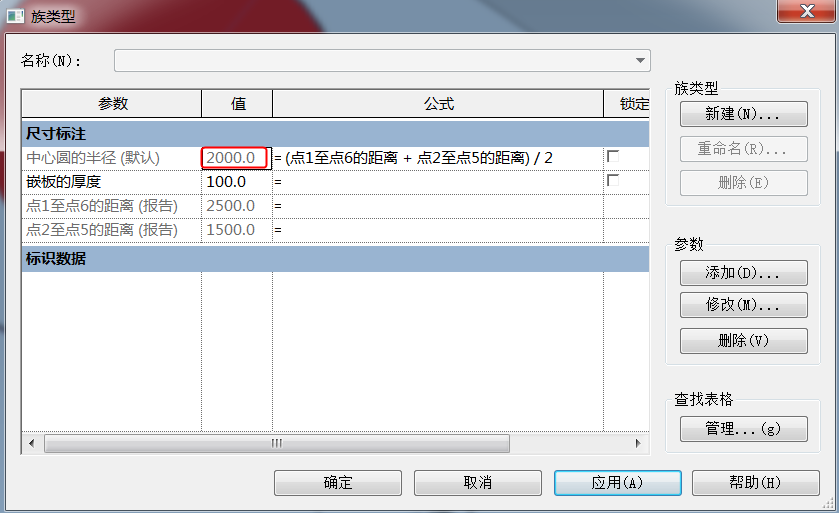 族类型
名称(N):
参数 值 公式 锁定
尺寸标注
中心圆的半径 (默认) 2000.0 = (点1至点6的距离 + 点2至点5的距离) / 2
嵌板的厚度 100.0 =
点1至点6的距离 (报告) 2500.0 =
点2至点5的距离 (报告) 1500.0 =
标识数据
族类型
新建(N)...
重命名(R)...
删除(E)
参数
添加(D)...
修改(M)...
删除(V)
查找表格
管理...(g)
确定 取消 应用(A) 帮助(H)